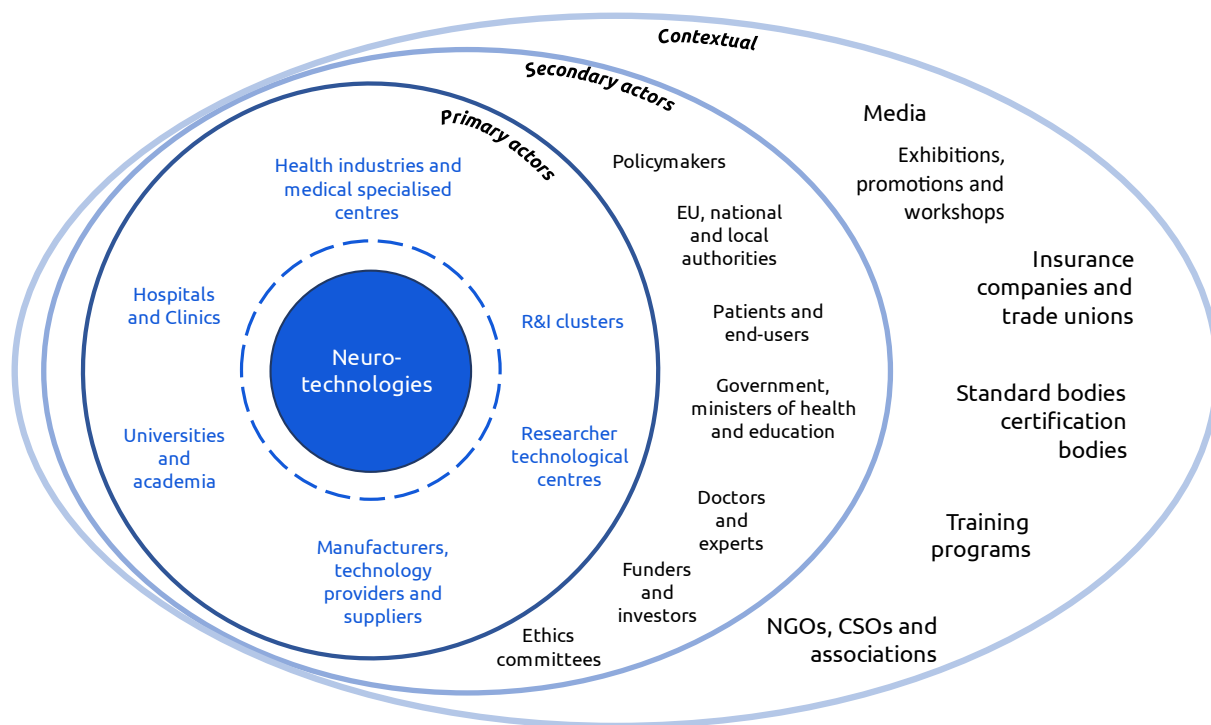 Contextual
Secondary actors
Primary actors
Media
Exhibitions,
promotions and
workshops
Insurance
companies and
trade unions
Standard bodies
certification
bodies
Training
programs
NGOs, CSOs and
associations
Policymakers
EU, national
and local
authorities
Patients and
end-users
Government,
ministers of health
and education
Doctors
and
experts
Funders
and
investors
Ethics
committees
Health industries and
medical specialised
centres
Hospitals
and Clinics
R&I clusters
Neuro-
technologies
Universities
and
academia
Researcher
technological
centres
Manufacturers,
technology
providers and
suppliers